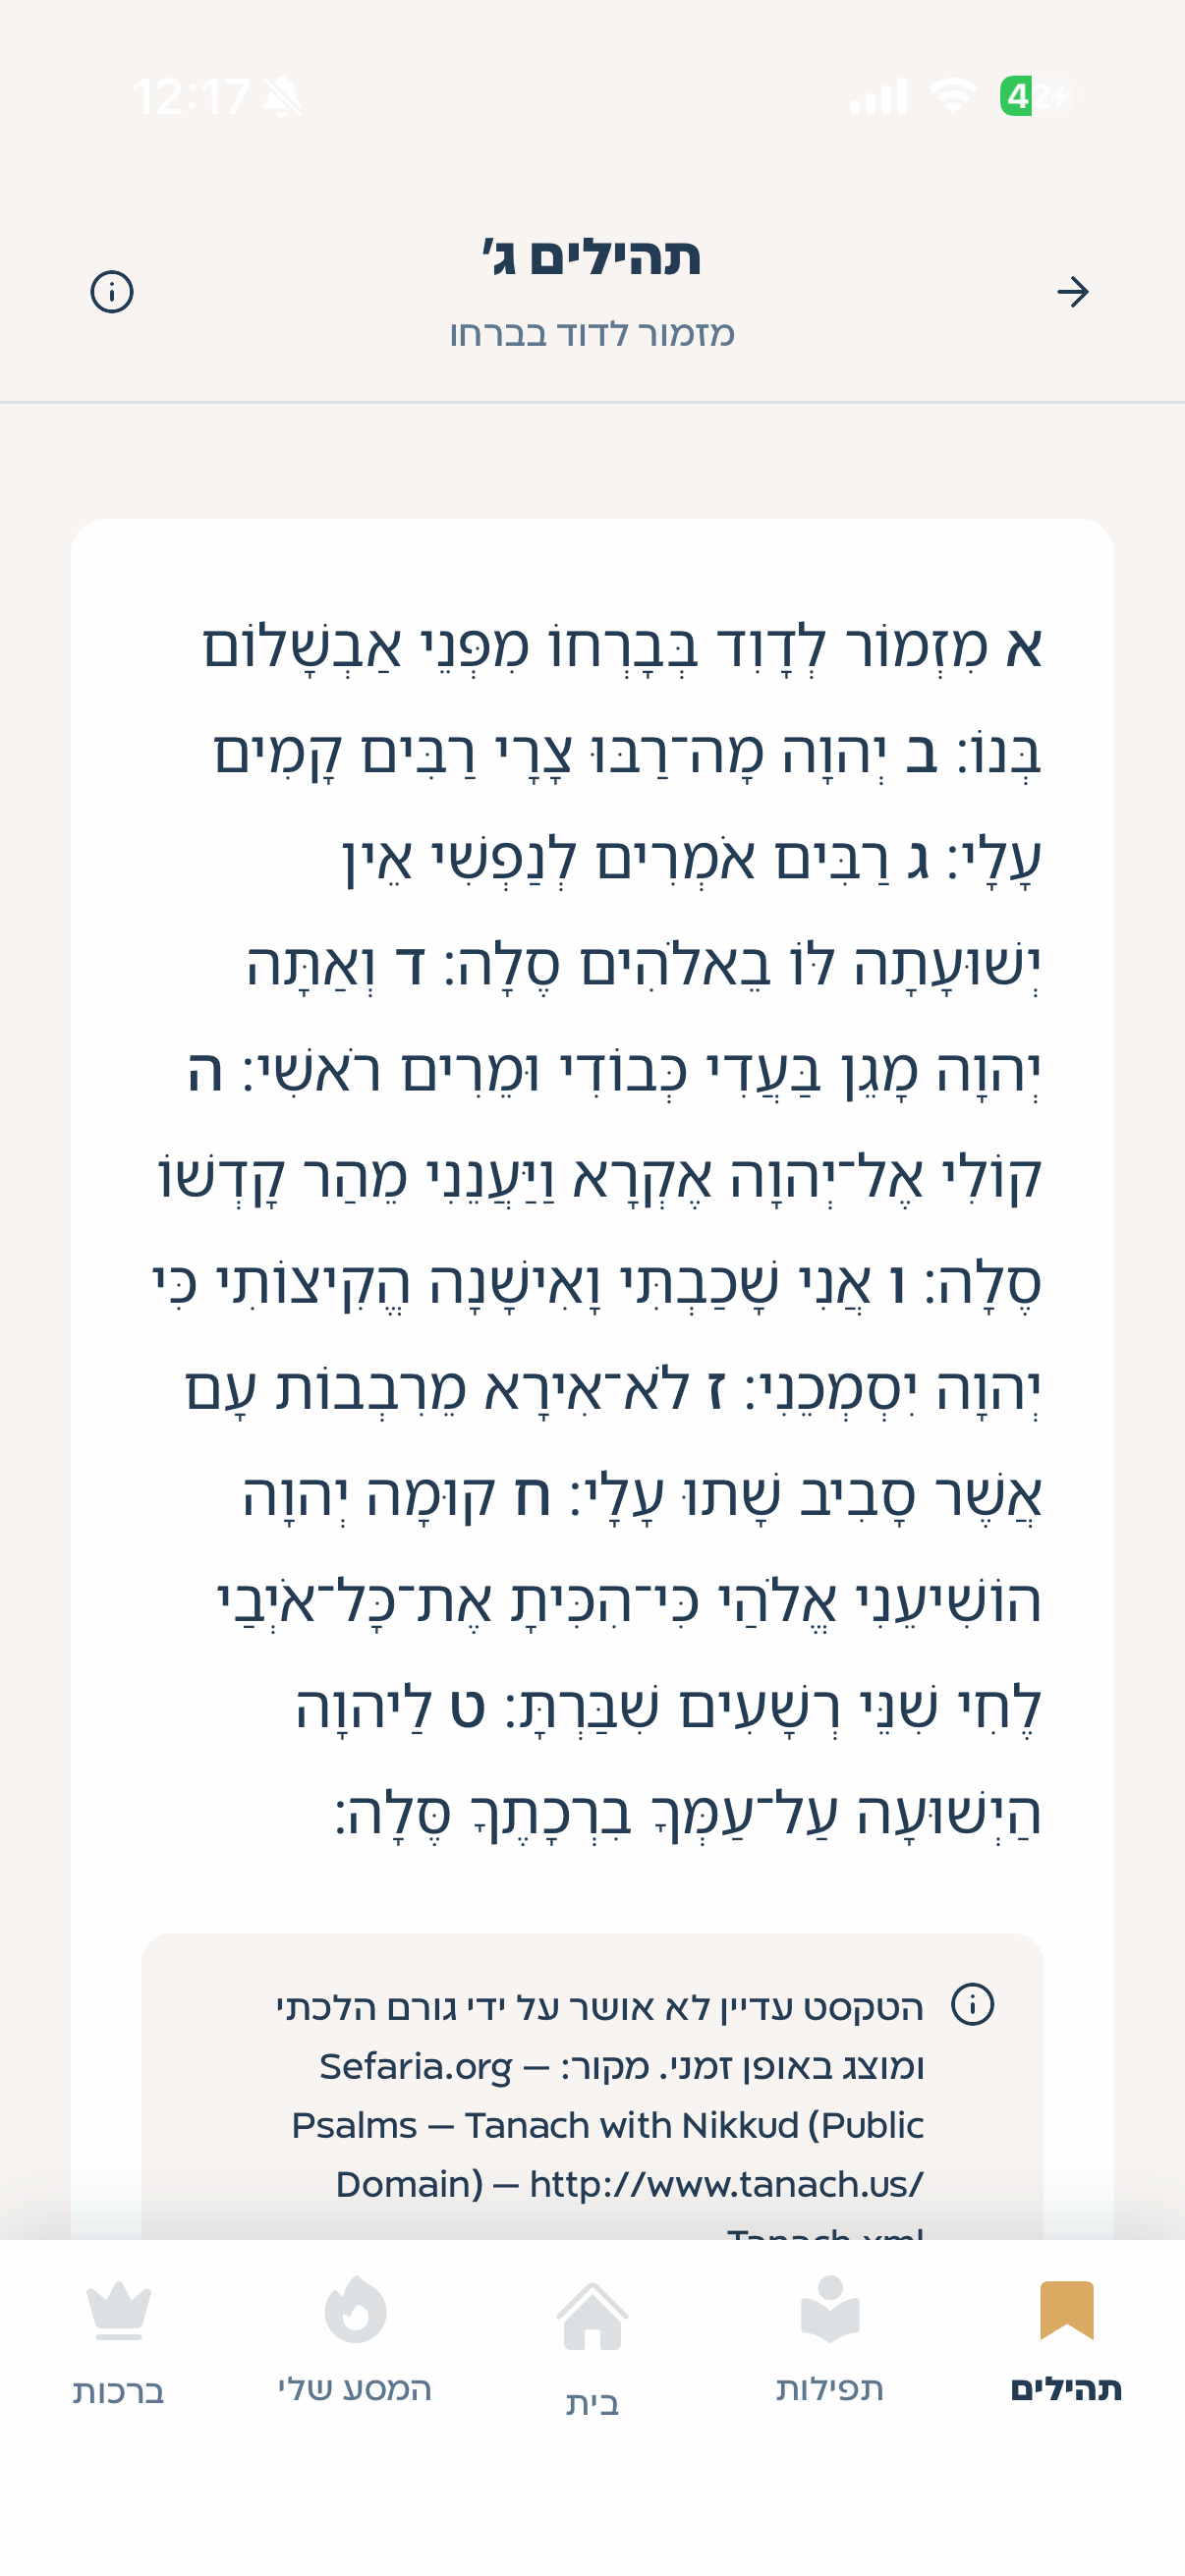 12:17
42
תהילים ג׳
מזמור לדוד בברחו
א מִזְמוֹר לְדָוִד בְּבָרְחוֹ מִפְּנֵי אַבְשָׁלוֹם
בְּנוֹ: ב יְהוָה מָה־רַבּוּ צָרָי רַבִּים קָמִים
עָלָי: ג רַבִּים אֹמְרִים לְנַפְשִׁי אֵין
יְשׁוּעָתָה לּוֹ בֵאלֹהִים סֶלָה: ד וְאַתָּה
יְהוָה מָגֵן בַּעֲדִי כְּבוֹדִי וּמֵרִים רֹאשִׁי: ה
קוֹלִי אֶל־יְהוָה אֶקְרָא וַיַּעֲנֵנִי מֵהַר קָדְשׁוֹ
סֶלָה: ו אֲנִי שָׁכַבְתִּי וָאִישָׁנָה הֱקִיצוֹתִי כִּי
יְהוָה יִסְמְכֵנִי: ז לֹא־אִירָא מֵרִבְבוֹת עָם
אֲשֶׁר סָבִיב שָׁתוּ עָלָי: ח קוּמָה יְהוָה
הוֹשִׁיעֵנִי אֱלֹהַי כִּי־הִכִּיתָ אֶת־כָּל־אֹיְבַי
לֶחִי שִׁנֵּי רְשָׁעִים שִׁבַּרְתָּ: ט לַיהוָה
הַיְשׁוּעָה עַל־עַמְּךָ בִרְכָתֶךָ סֶּלָה:
הטקסט עדיין לא אושר על ידי גורם הלכתי
ומוצג באופן זמני. מקור: Sefaria.org —
Psalms — Tanach with Nikkud (Public
Domain) — http://www.tanach.us/
Tanach.xml
תהילים
תפילות
בית
המסע שלי
ברכות